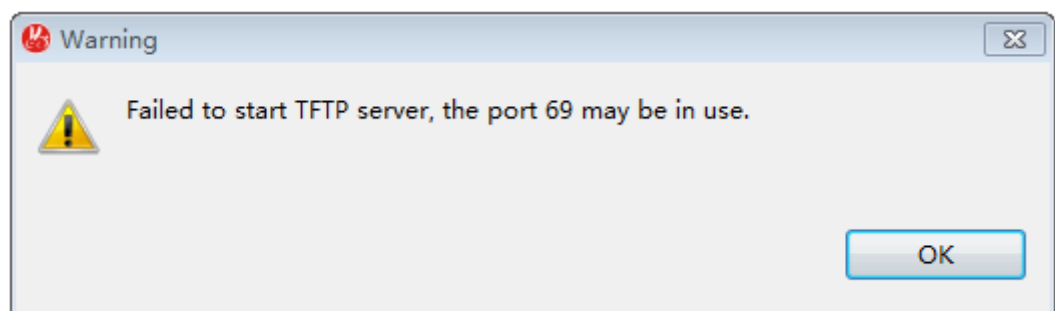 Warning
Failed to start TFTP server, the port 69 may be in use.
OK